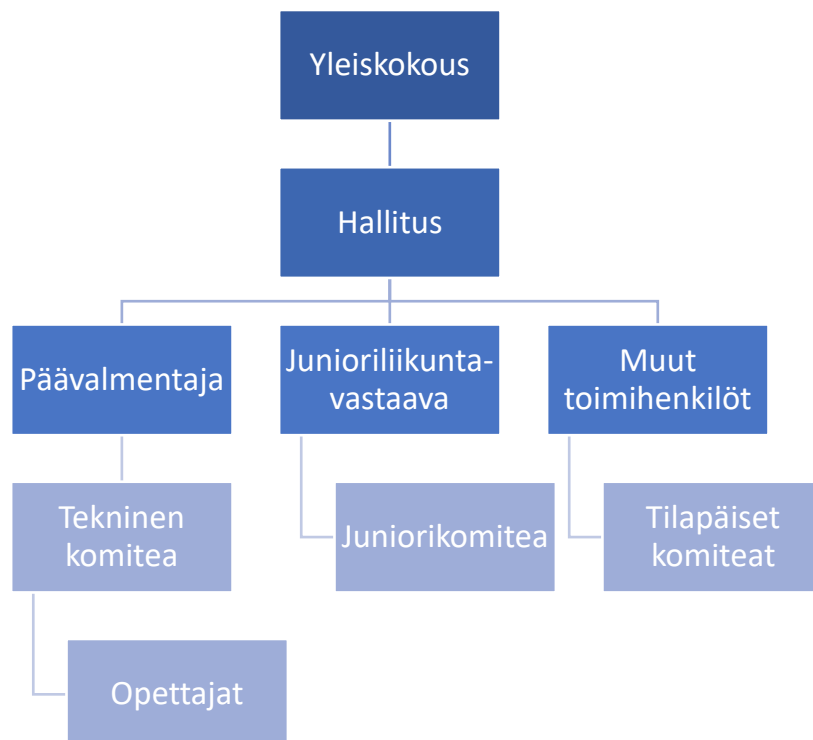 Yleiskokous
Hallitus
Päävalmentaja
Junioriliikunta-
vastaava
Muut
toimihenkilöt
Tekninen
komitea
Juniorikomitea
Tilapäiset
komiteat
Opettajat